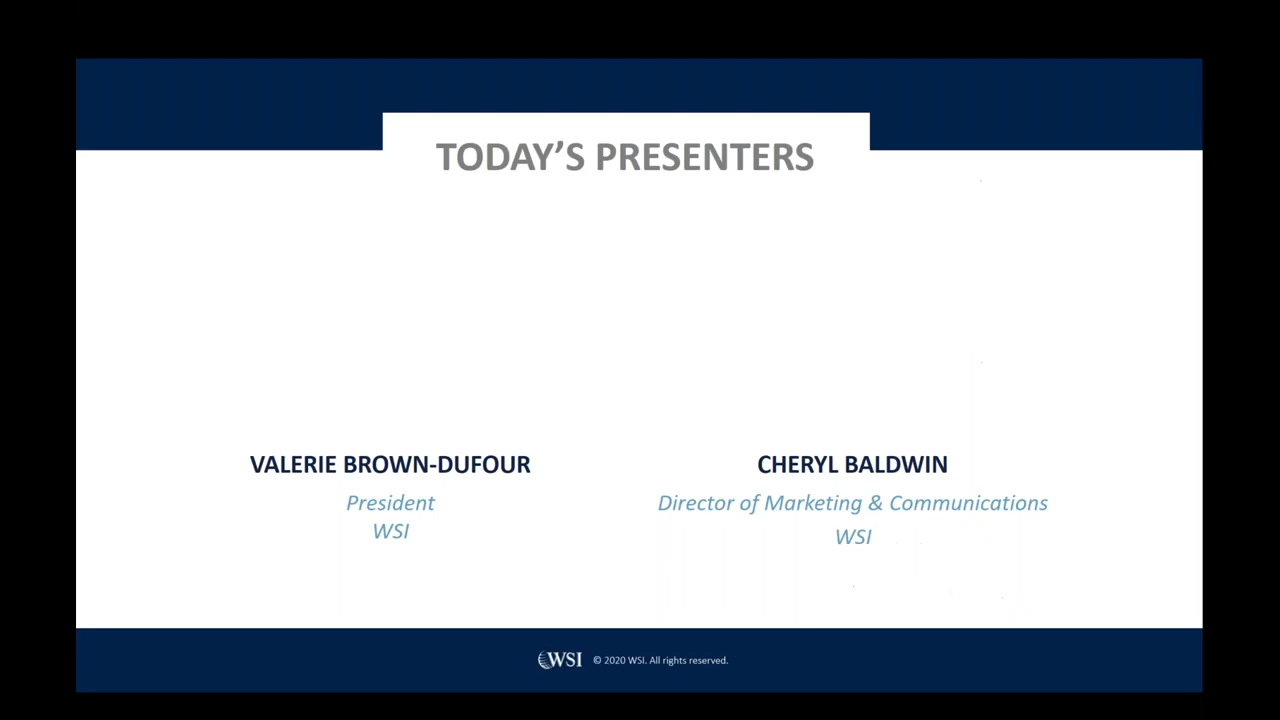 TODAY’S PRESENTERS
VALERIE BROWN-DUFOUR
President
WSI
CHERYL BALDWIN
Director of Marketing & Communications
WSI
WSI © 2020 WSI. All rights reserved.